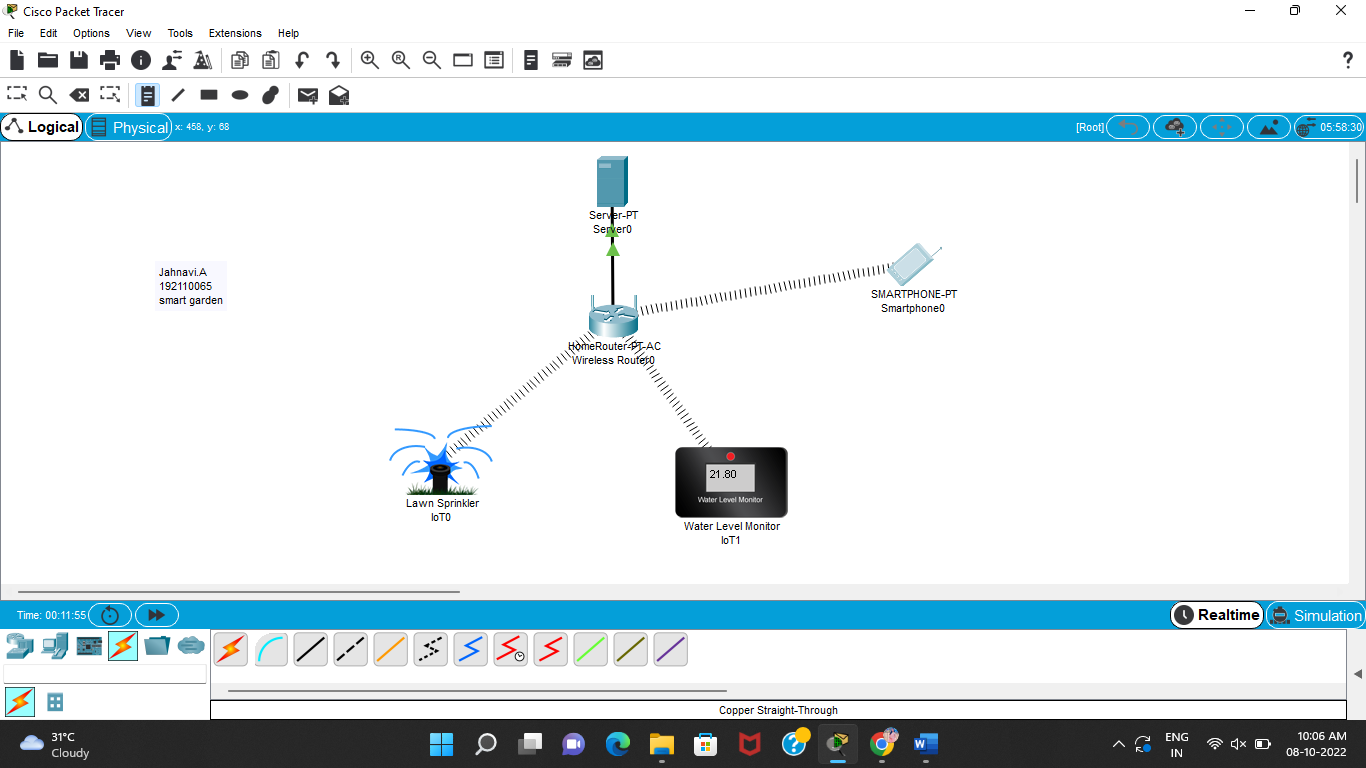 Cisco Packet Tracer
File Edit Options View Tools Extensions Help
Logical
Physical
x: 458, y: 68
[Root]
05:58:30
Server-PT
Server0
Jahnavi.A
192110065
smart garden
SMARTPHONE-PT
Smartphone0
HomeRouter-PT-AC
Wireless Router0
21.80
Water Level Monitor
Lawn Sprinkler
IoT0
Water Level Monitor
IoT1
Time: 00:11:55
Realtime
Simulation
Copper Straight-Through
31°C
Cloudy
ENG
IN
10:06 AM
08-10-2022